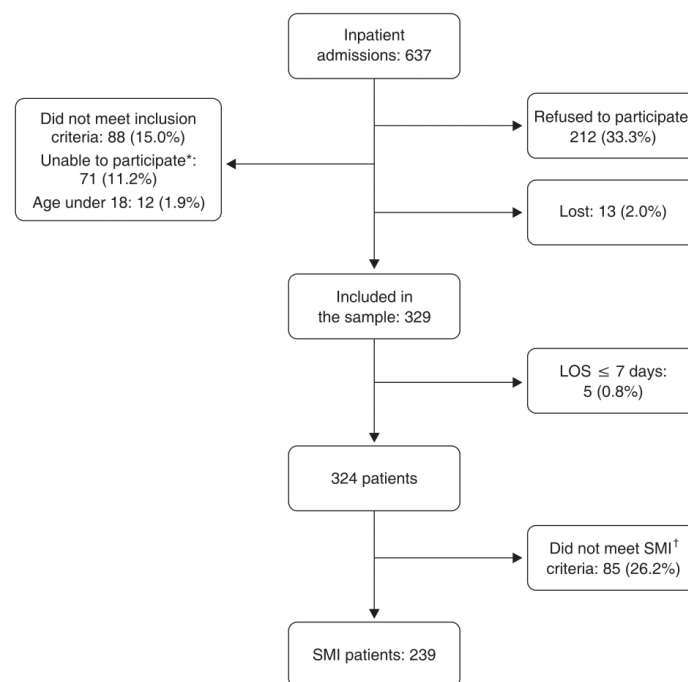 Inpatient
admissions: 637
Did not meet inclusion
criteria: 88 (15.0%)
Unable to participate*:
71 (11.2%)
Age under 18: 12 (1.9%)
Refused to participate
212 (33.3%)
Lost: 13 (2.0%)
Included in
the sample: 329
LOS ≤ 7 days:
5 (0.8%)
324 patients
Did not meet SMI†
criteria: 85 (26.2%)
SMI patients: 239